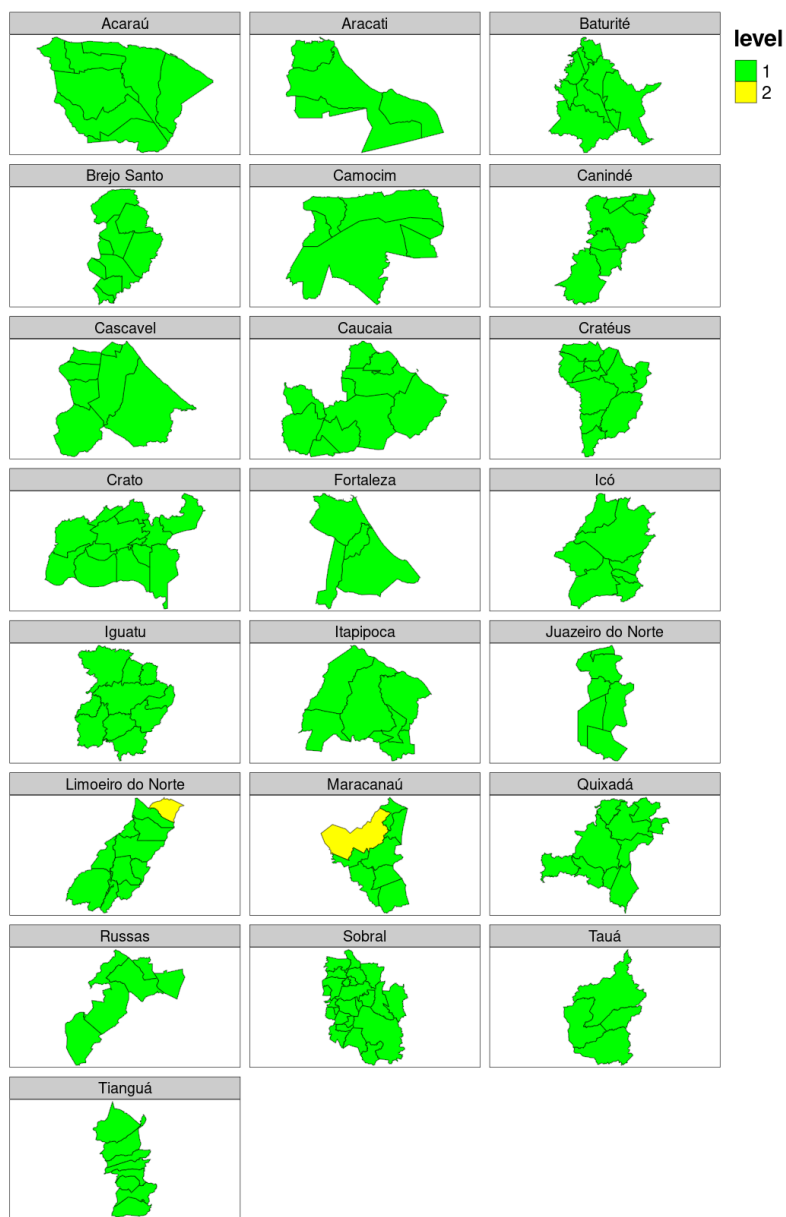 Acaraú
Aracati
Baturité
level
1
2
Brejo Santo
Camocim
Canindé
Cascavel
Caucaia
Cratéus
Crato
Fortaleza
Icó
Iguatu
Itapipoca
Juazeiro do Norte
Limoeiro do Norte
Maracanaú
Quixadá
Russas
Sobral
Tauá
Tianguá